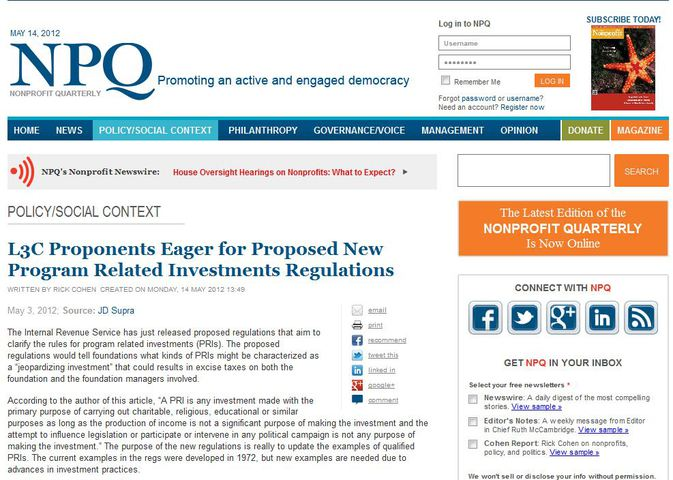 MAY 14, 2012
NPQ
NONPROFIT QUARTERLY
Promoting an active and engaged democracy
Log in to NPQ
Username
Remember Me
LOG IN
Forgot password or username?
Need an account? Register now
SUBSCRIBE TODAY!
Nonprofit
HOME NEWS POLICY/SOCIAL CONTEXT PHILANTHROPY GOVERNANCE/VOICE MANAGEMENT OPINION DONATE MAGAZINE
NPQ's Nonprofit Newswire: House Oversight Hearings on Nonprofits: What to Expect?
SEARCH
POLICY/SOCIAL CONTEXT
L3C Proponents Eager for Proposed New
Program Related Investments Regulations
WRITTEN BY RICK COHEN CREATED ON MONDAY, 14 MAY 2012 13:49
May 3, 2012; Source: JD Supra
The Internal Revenue Service has just released proposed regulations that aim to
clarify the rules for program related investments (PRIs). The proposed
regulations would tell foundations what kinds of PRIs might be characterized as
a “jeopardizing investment” that could results in excise taxes on both the
foundation and the foundation managers involved.
According to the author of this article, “A PRI is any investment made with the
primary purpose of carrying out charitable, religious, educational or similar
purposes as long as the production of income is not a significant purpose of making the investment and the
attempt to influence legislation or participate or intervene in any political campaign is not any purpose of
making the investment.” The purpose of the new regulations is really to update the examples of qualified
PRIs. The current examples in the regs were developed in 1972, but new examples are needed due to
advances in investment practices.
email
print
recommend
tweet this
linked in
google+
comment
The Latest Edition of the
NONPROFIT QUARTERLY
Is Now Online
CONNECT WITH NPQ
GET NPQ IN YOUR INBOX
Select your free newsletters *
Newswire: A daily digest of the most compelling
stories. View sample »
Editor's Notes: A weekly message from Editor
in Chief Ruth McCambridge. View sample »
Cohen Report: Rick Cohen on nonprofits,
policy, and politics. View sample »
We won't sell or disclose your info without permission.